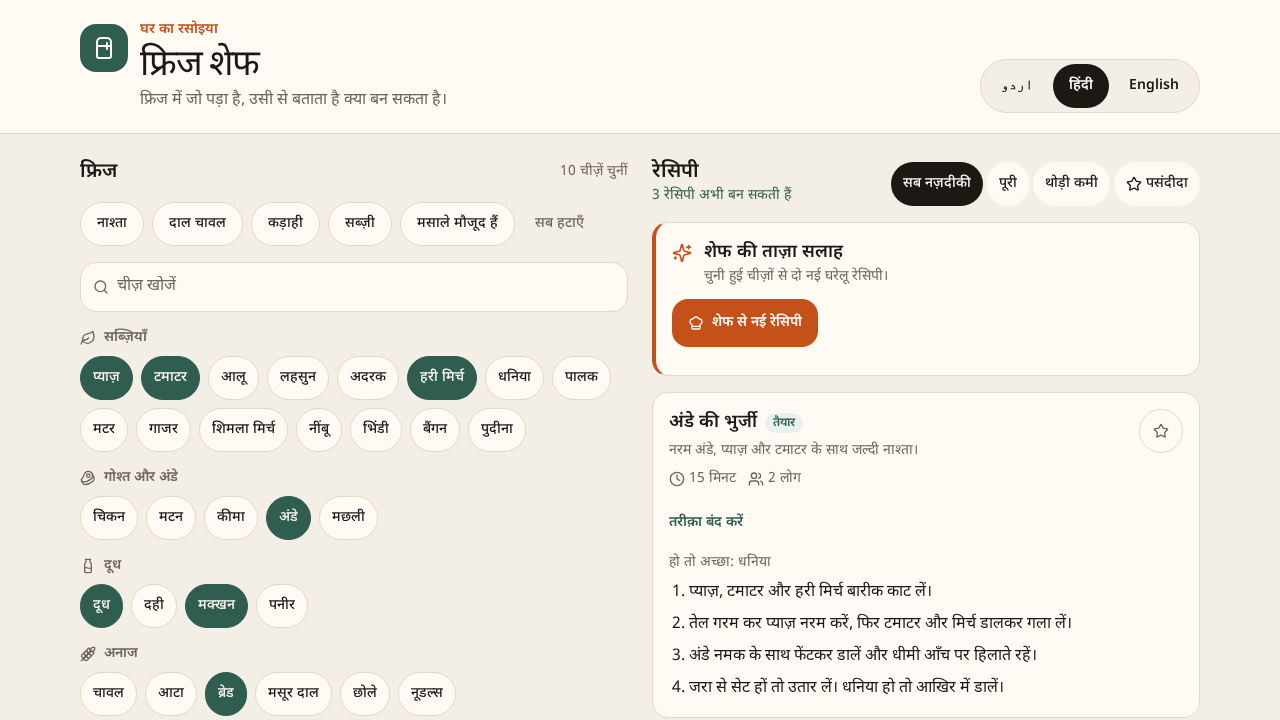 घर का रसोइया
फ्रिज शेफ
फ्रिज में जो पड़ा है, उसी से बताता है क्या बन सकता है।
اردو
हिंदी
English
फ्रिज
10 चीज़ें चुनीं
नाश्ता
दाल चावल
कड़ाही
सब्ज़ी
मसाले मौजूद हैं
सब हटाएँ
चीज़ खोजें
सब्ज़ियाँ
प्याज़
टमाटर
आलू
लहसुन
अदरक
हरी मिर्च
धनिया
पालक
मटर
गाजर
शिमला मिर्च
नींबू
भिंडी
बैंगन
पुदीना
गोश्त और अंडे
चिकन
मटन
कीमा
अंडे
मछली
दूध
दूध
दही
मक्खन
पनीर
अनाज
चावल
आटा
ब्रेड
मसूर दाल
छोले
नूडल्स
रेसिपी
3 रेसिपी अभी बन सकती हैं
सब नज़दीकी
पूरी
थोड़ी कमी
पसंदीदा
शेफ की ताज़ा सलाह
चुनी हुई चीज़ों से दो नई घरेलू रेसिपी।
शेफ से नई रेसिपी
अंडे की भुर्जी
तैयार
नरम अंडे, प्याज़ और टमाटर के साथ जल्दी नाश्ता।
15 मिनट
2 लोग
तरीक़ा बंद करें
हो तो अच्छा: धनिया
1. प्याज़, टमाटर और हरी मिर्च बारीक काट लें।
2. तेल गरम कर प्याज़ नरम करें, फिर टमाटर और मिर्च डालकर गला लें।
3. अंडे नमक के साथ फेंटकर डालें और धीमी आँच पर हिलाते रहें।
4. जरा से सेट हों तो उतार लें। धनिया हो तो आखिर में डालें।